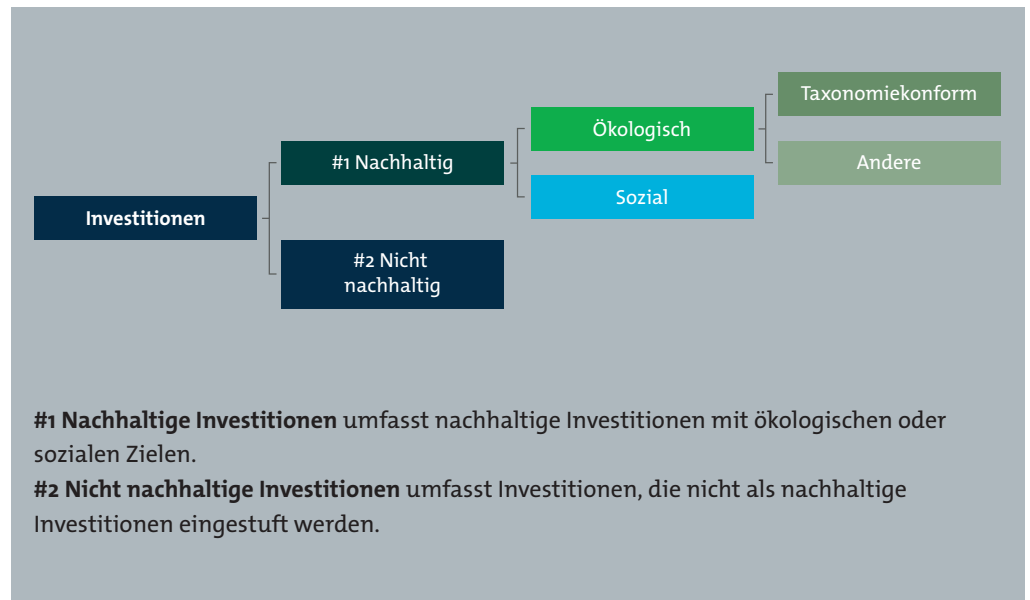 Taxonomiekonform
Ökologisch
#1 Nachhaltig
Andere
Sozial
Investitionen
#2 Nicht
nachhaltig
#1 Nachhaltige Investitionen umfasst nachhaltige Investitionen mit ökologischen oder
sozialen Zielen.
#2 Nicht nachhaltige Investitionen umfasst Investitionen, die nicht als nachhaltige
Investitionen eingestuft werden.